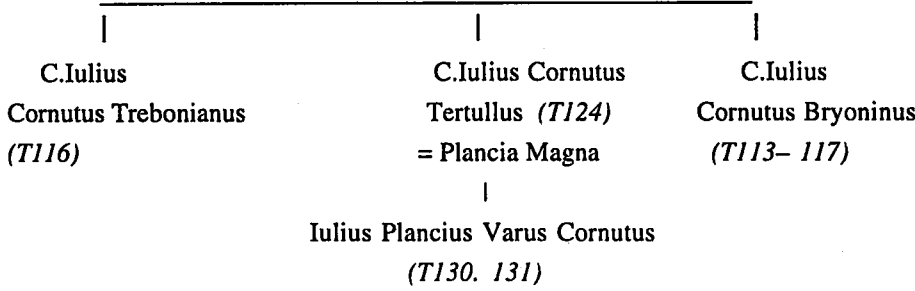 C.Iulius
Cornutus Trebonianus
(T116)
C.Iulius Cornutus
Tertullus (T124)
= Plancia Magna
C.Iulius
Cornutus Bryoninus
(T113– 117)
Iulius Plancius Varus Cornutus
(T130. 131)